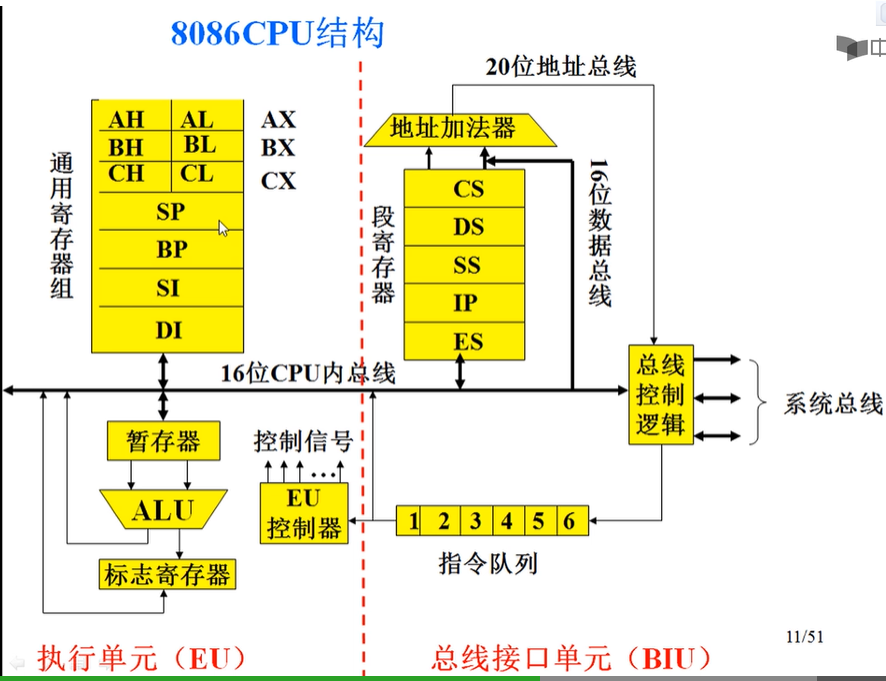 8086CPU结构
中
20位地址总线
AH AL AX
BH BL BX
CH CL CX
SP
BP
SI
DI
通用寄存器组
地址加法器
段寄存器
CS
DS
SS
IP
ES
16位数据总线
16位CPU内总线
总线
控制
逻辑
系统总线
暂存器
ALU
标志寄存器
控制信号
…
EU
控制器
1 2 3 4 5 6
指令队列
11/51
执行单元（EU）
总线接口单元（BIU）